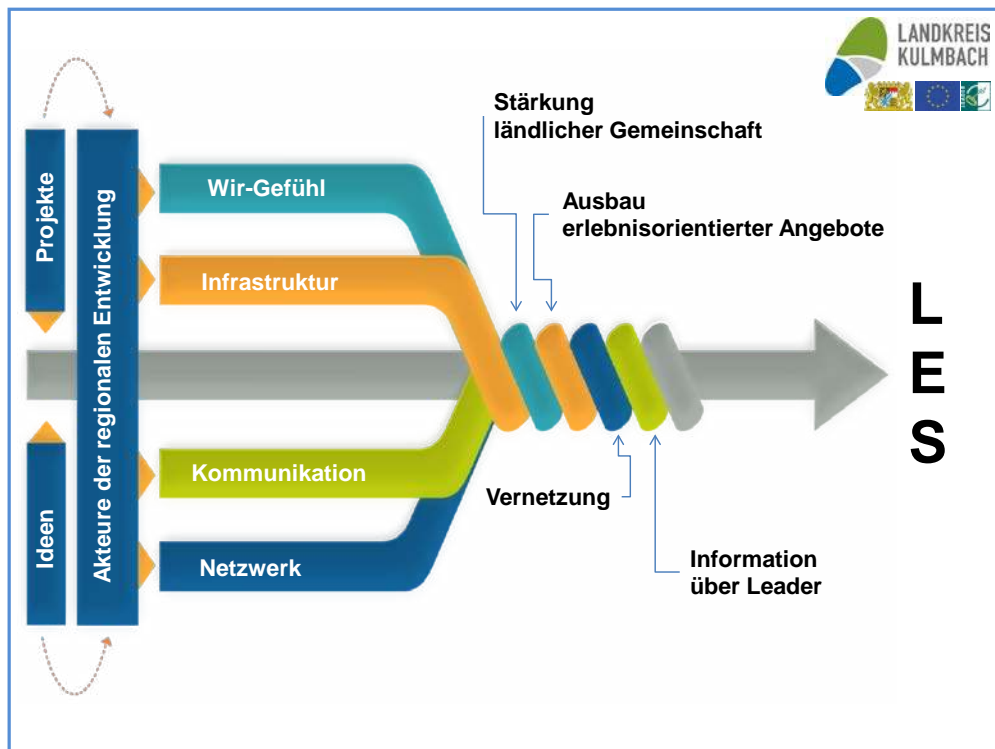 LANDKREIS
KULMBACH
Stärkung
ländlicher Gemeinschaft
Ausbau
erlebnisorientierter Angebote
Projekte
Ideen
Akteure der regionalen Entwicklung
Wir-Gefühl
Infrastruktur
Kommunikation
Netzwerk
Vernetzung
Information
über Leader
L
E
S